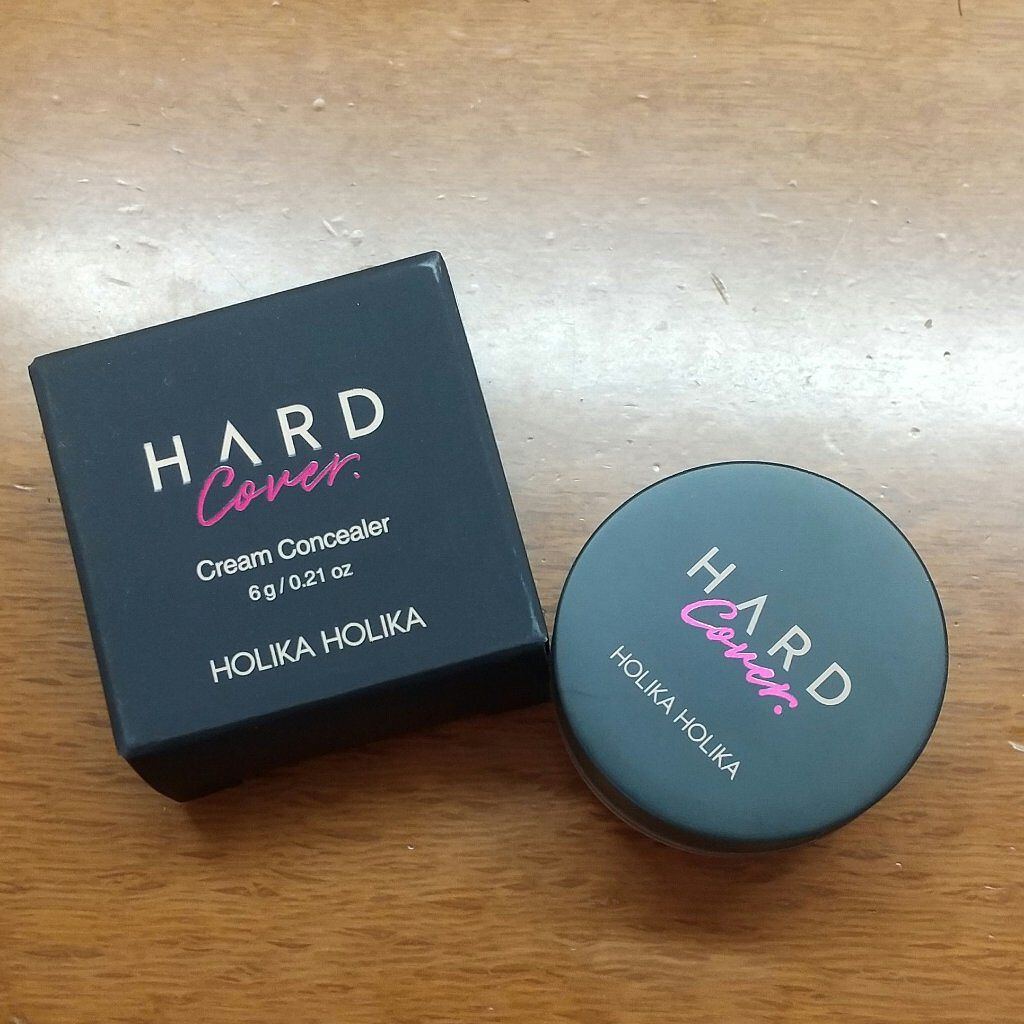 HARD
Cover.
Cream Concealer
6 g / 0.21 oz
HOLIKA HOLIKA
HARD
Cover.
HOLIKA HOLIKA